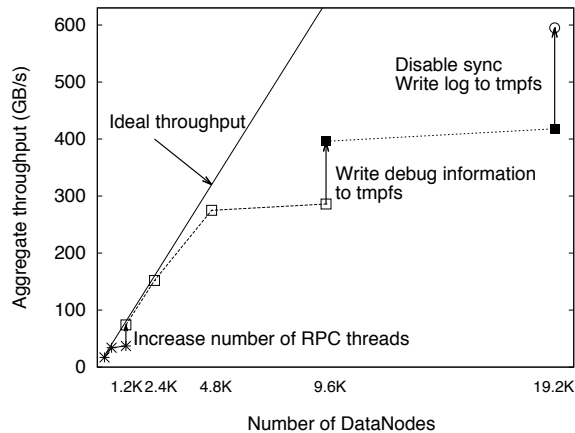 600
500
400
300
200
100
0
Aggregate throughput (GB/s)
Disable sync
Write log to tmpfs
Ideal throughput
Write debug information
to tmpfs
Increase number of RPC threads
1.2K 2.4K 4.8K 9.6K 19.2K
Number of DataNodes